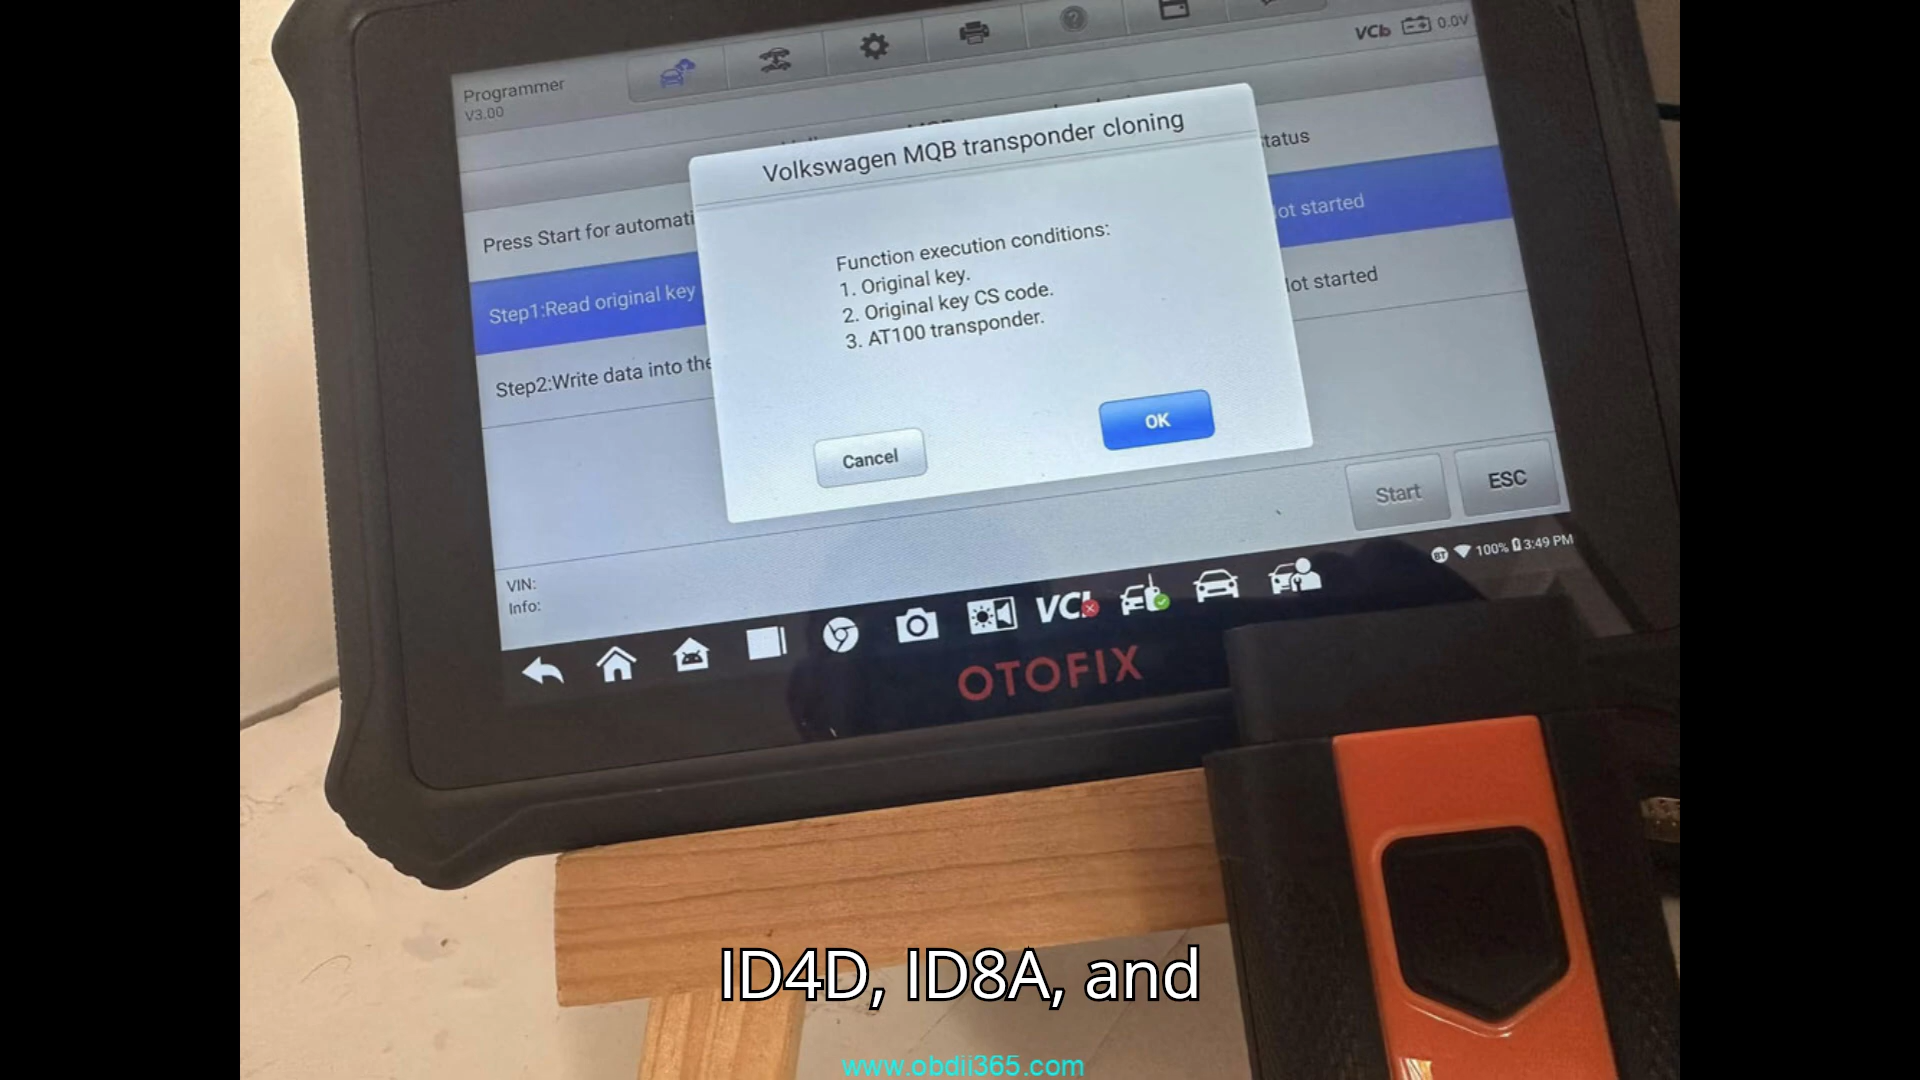 Programmer
V3.00
VCb
0.0V
Volkswagen MQB transponder cloning
tatus
Function execution conditions:
1. Original key.
2. Original key CS code.
3. AT100 transponder.
Press Start for automati
Step1:Read original key
ot started
Step2:Write data into the
lot started
OK
Cancel
Start
ESC
VIN:
Info:
BT
100%
3:49 PM
VCI
OTOFIX
ID4D, ID8A, and
www.obdii365.com